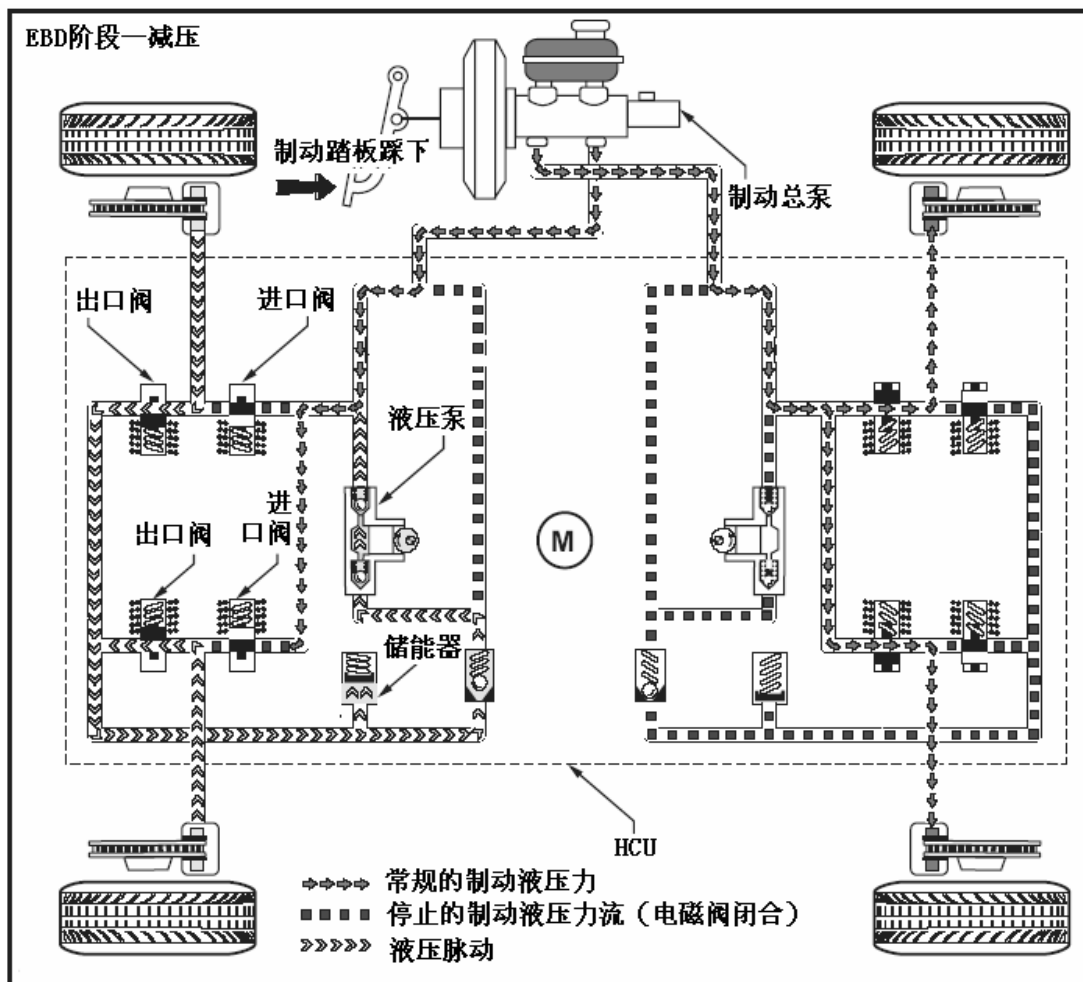 EBD阶段—减压
制动踏板踩下
制动总泵
出口阀
进口阀
液压泵
进
出口阀
口阀
M
储能器
HCU
常规的制动液压力
停止的制动液压力流（电磁阀闭合）
液压脉动